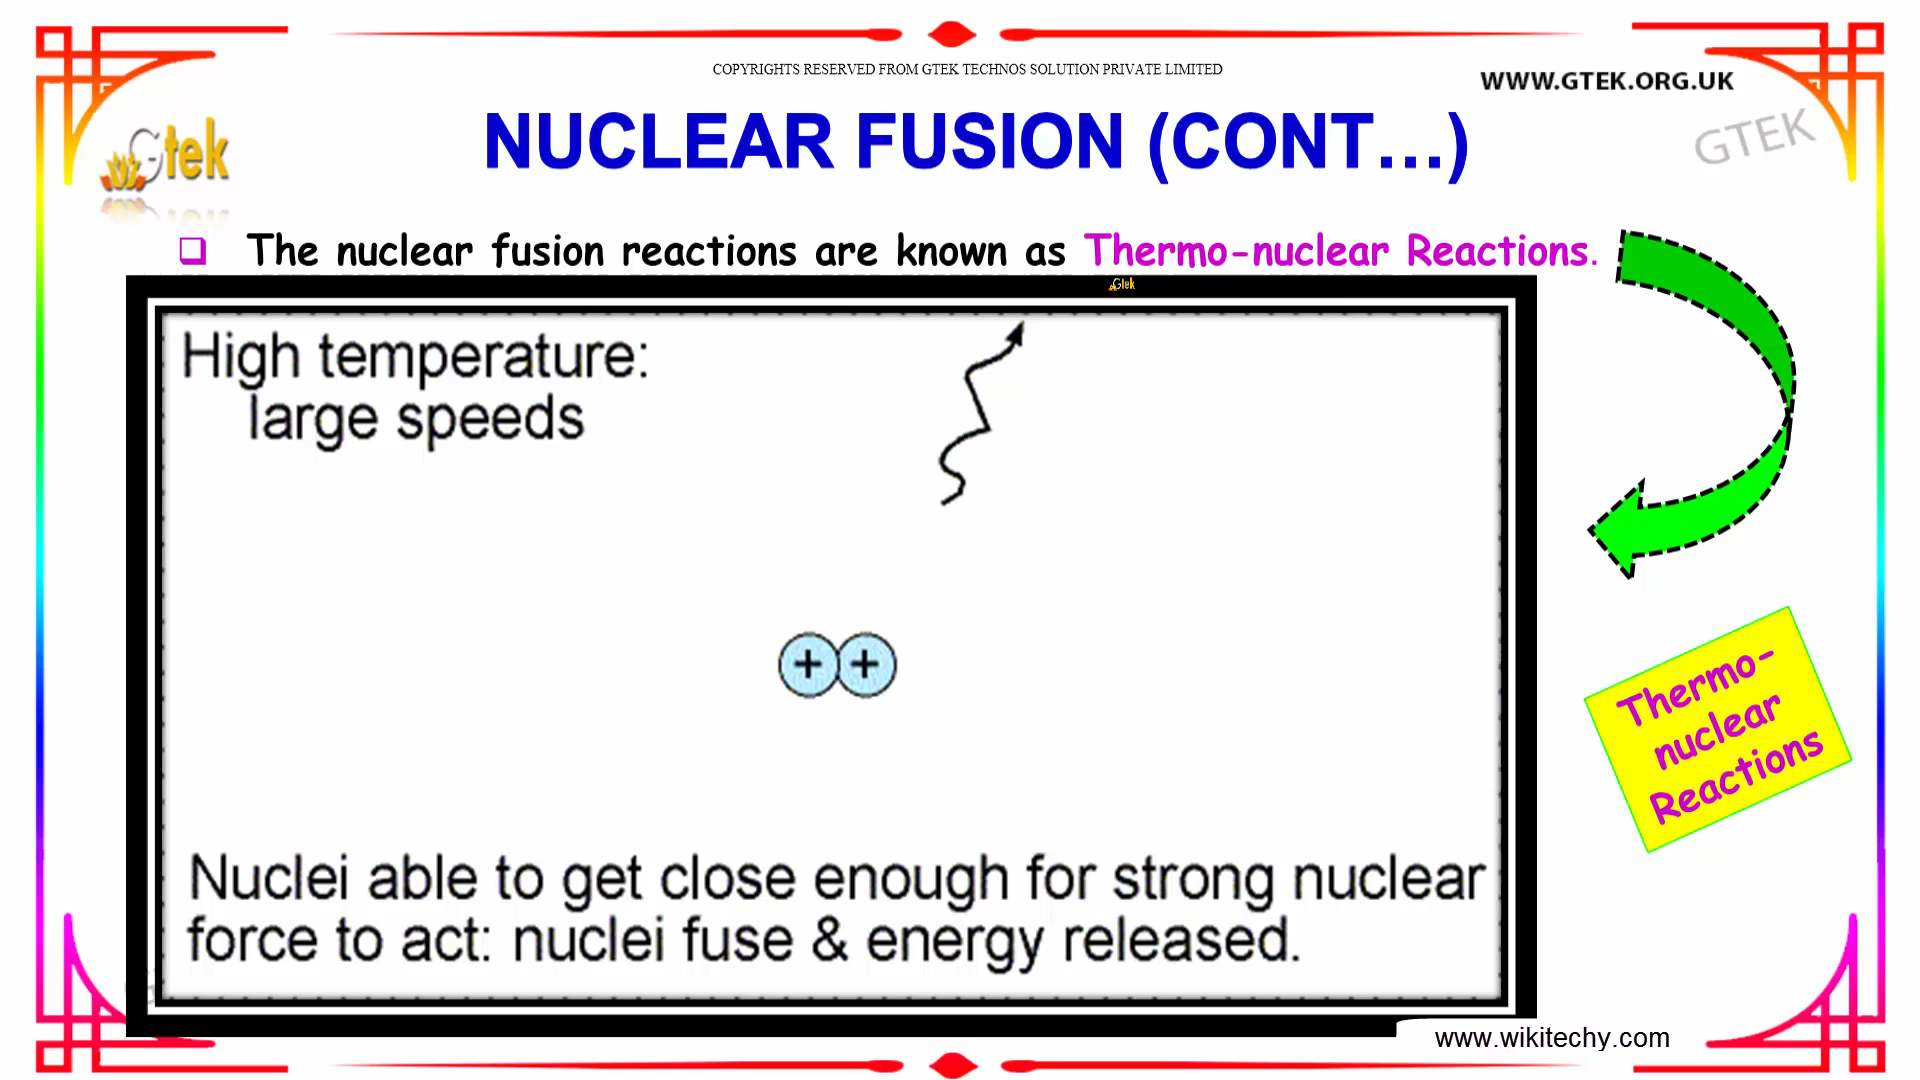 COPYRIGHTS RESERVED FROM GTEK TECHNOS SOLUTION PRIVATE LIMITED
WWW.GTEK.ORG.UK
Gtek
NUCLEAR FUSION (CONT...)
GTEK
❑ The nuclear fusion reactions are known as Thermo-nuclear Reactions.
Gtek
High temperature:
large speeds
+ +
Thermo-
nuclear
Reactions
Nuclei able to get close enough for strong nuclear
force to act: nuclei fuse & energy released.
www.wikitechy.com